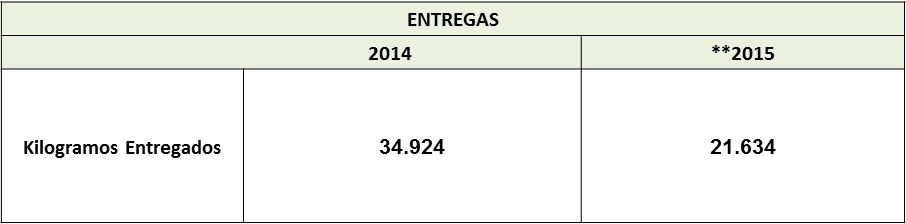 ENTREGAS
2014 **2015
Kilogramos Entregados 34.924 21.634